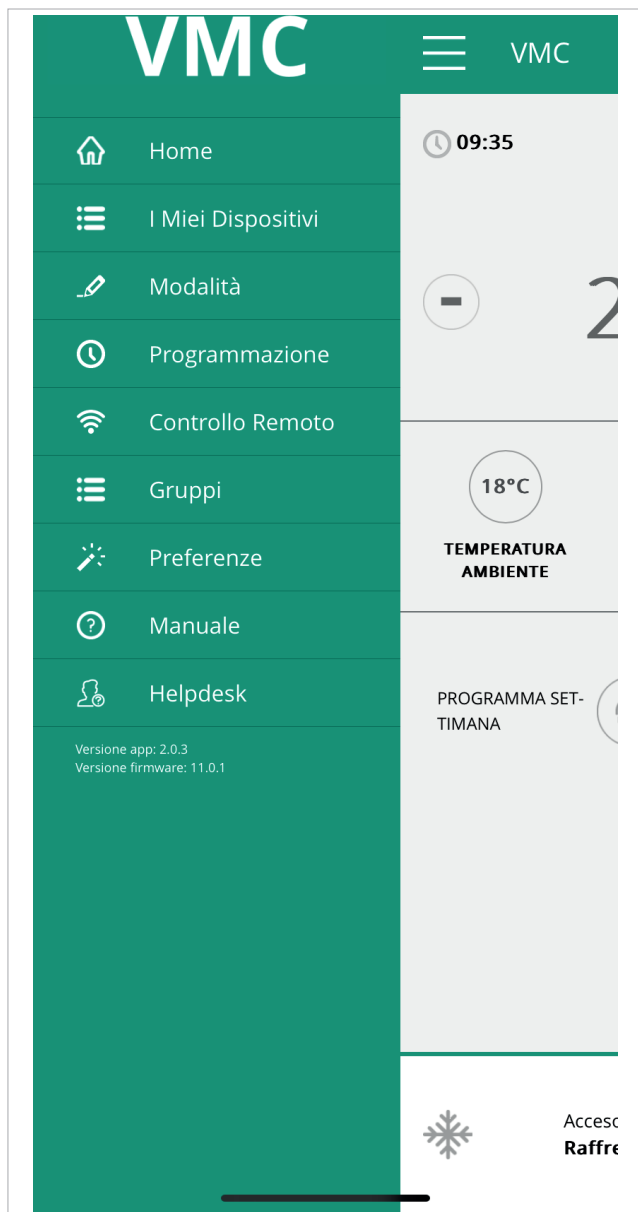 VMC
Home
I Miei Dispositivi
Modalità
Programmazione
Controllo Remoto
Gruppi
Preferenze
Manuale
Helpdesk
Versione app: 2.0.3
Versione firmware: 11.0.1
VMC
09:35
-
2
18°C
TEMPERATURA
AMBIENTE
PROGRAMMA SET-
TIMANA